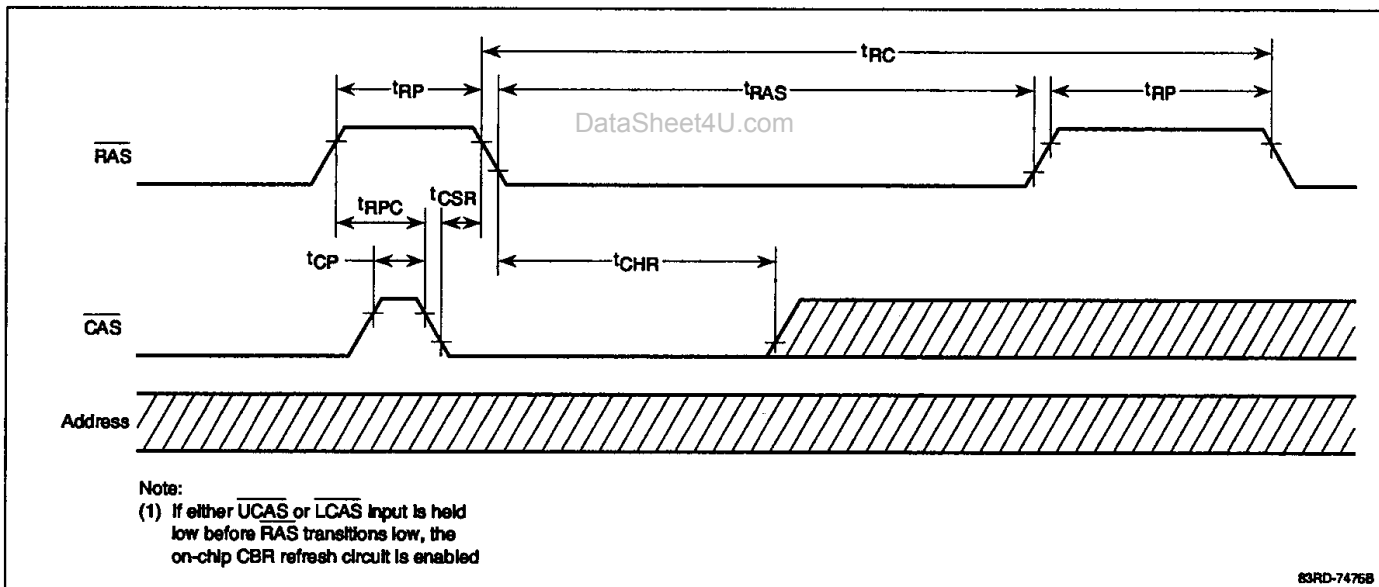 tRC
tRP
tRAS
tRP
DataSheet4U.com
RAS
tCSR
tRPC
tCP
tCHR
CAS
Address
Note:
(1) If either UCAS or LCAS input is held
low before RAS transitions low, the
on-chip CBR refresh circuit is enabled
83RD-7475B